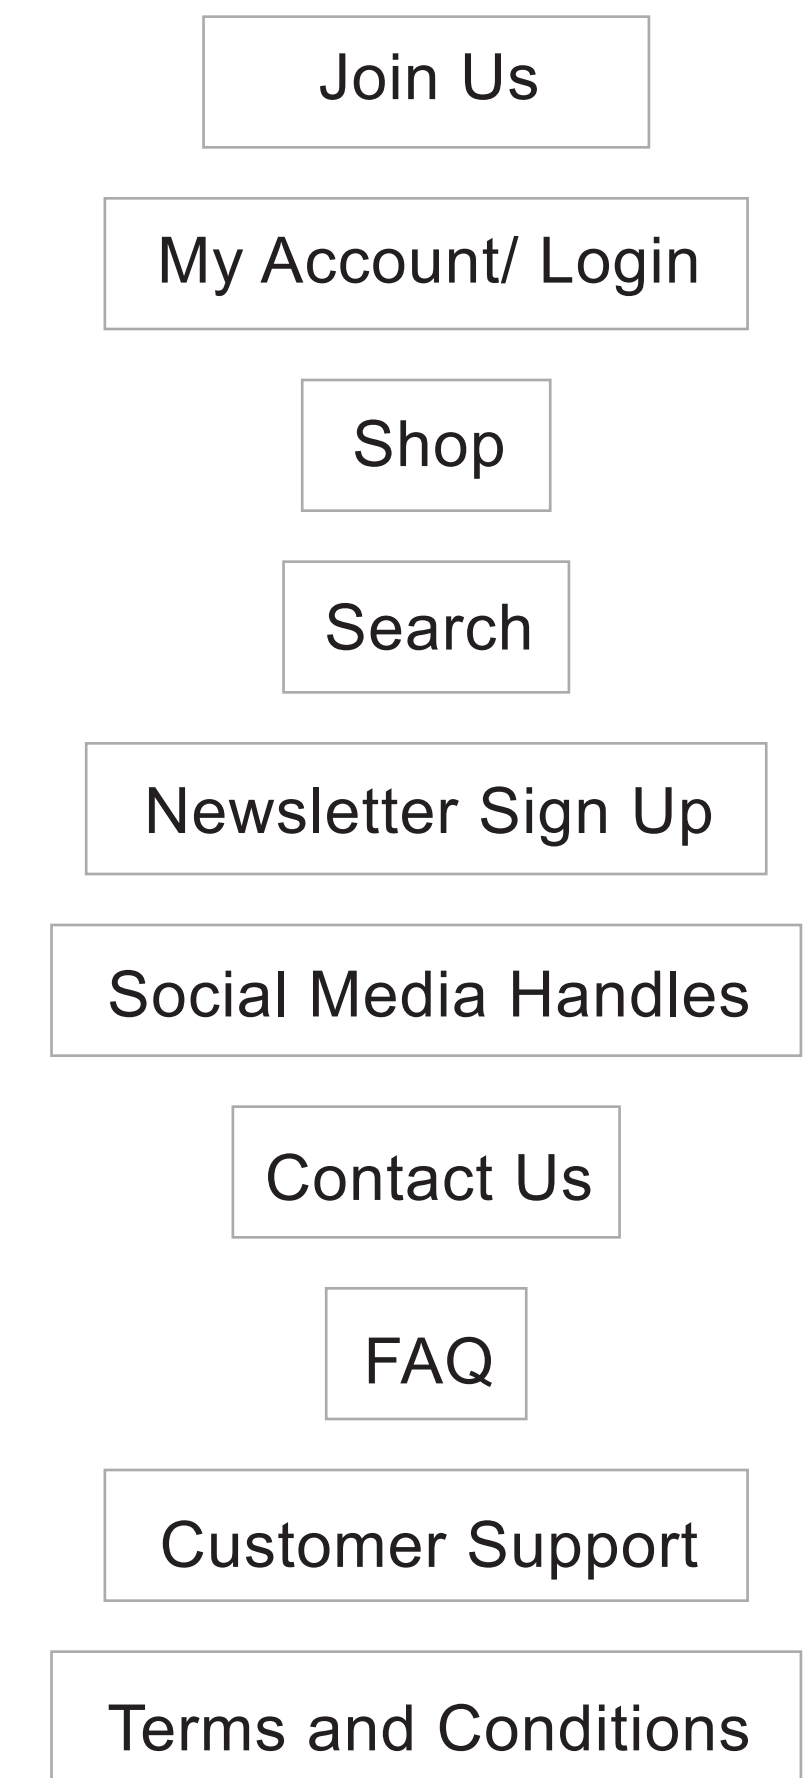 Join Us
My Account/ Login
Shop
Search
Newsletter Sign Up
Social Media Handles
Contact Us
FAQ
Customer Support
Terms and Conditions